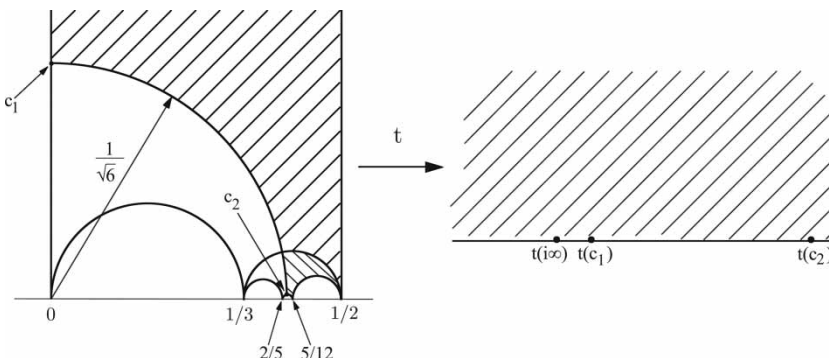 c₁
1
√6
c₂
t
0
1/3
1/2
2/5
5/12
t(i∞)
t(c₁)
t(c₂)